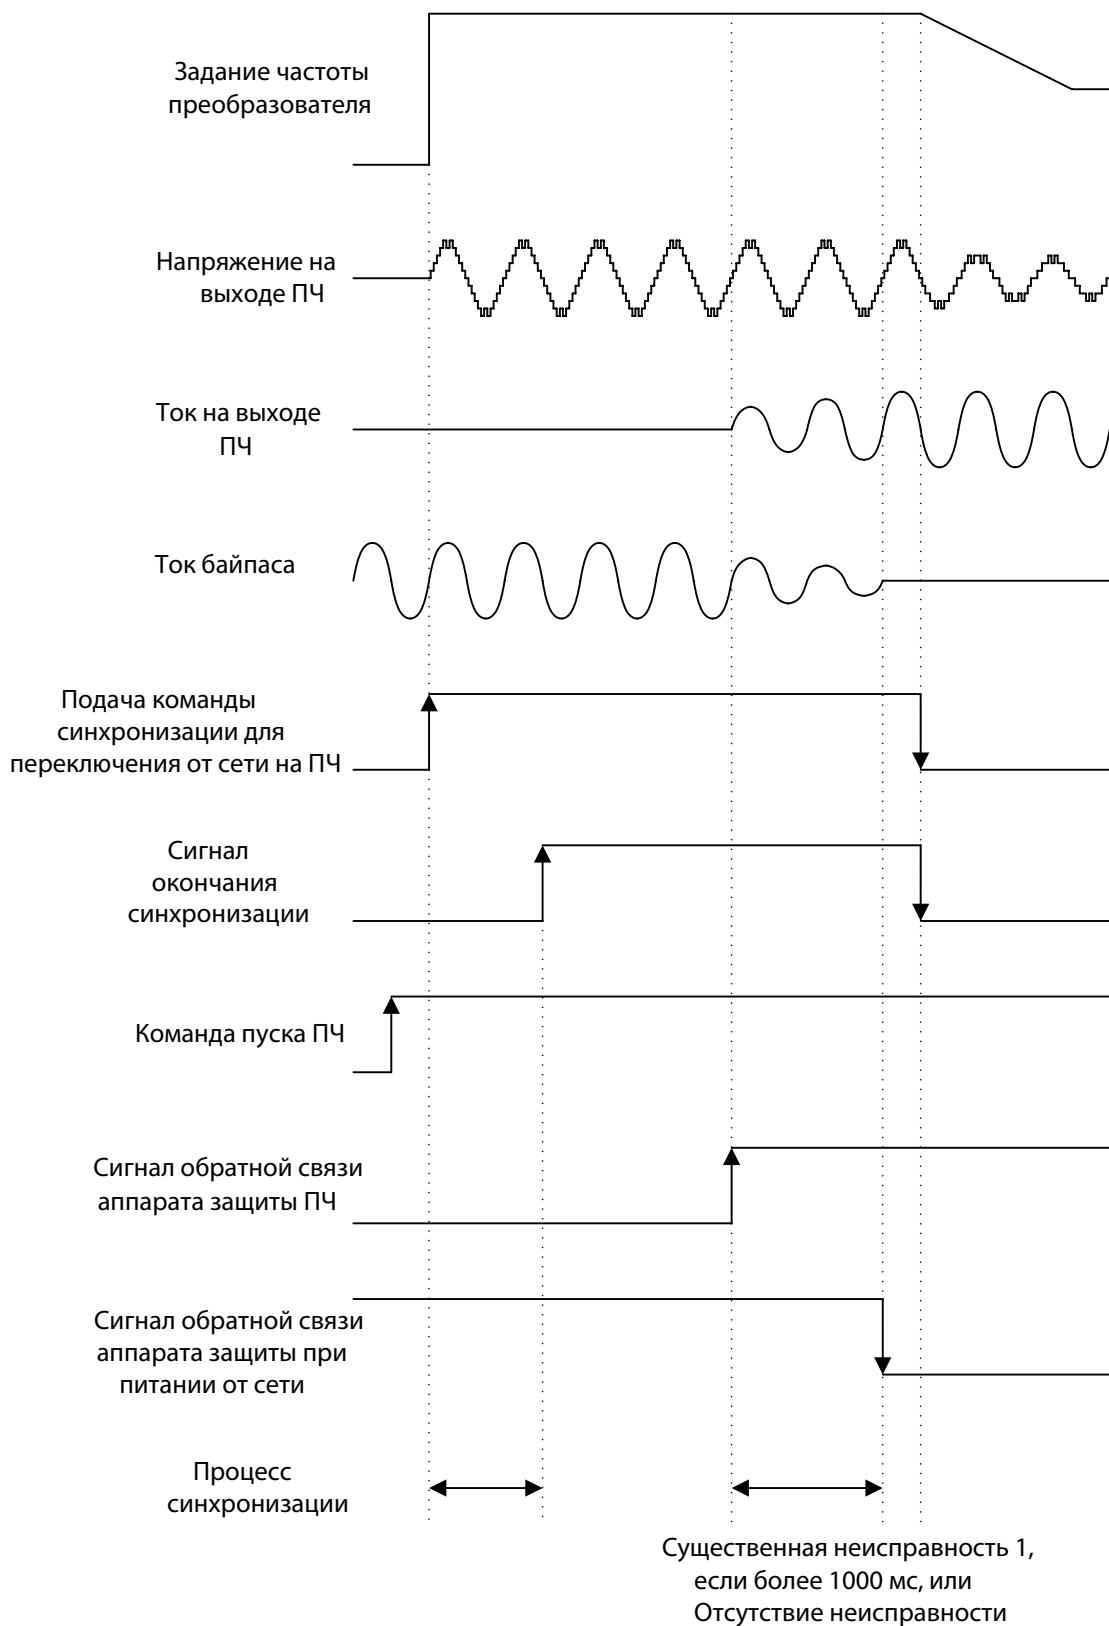 Задание частоты
преобразователя
Напряжение на
выходе ПЧ
Ток на выходе
ПЧ
Ток байпаса
Подача команды
синхронизации для
переключения от сети на ПЧ
Сигнал
окончания
синхронизации
Команда пуска ПЧ
Сигнал обратной связи
аппарата защиты ПЧ
Сигнал обратной связи
аппарата защиты при
питании от сети
Процесс
синхронизации
Существенная неисправность 1,
если более 1000 мс, или
Отсутствие неисправности